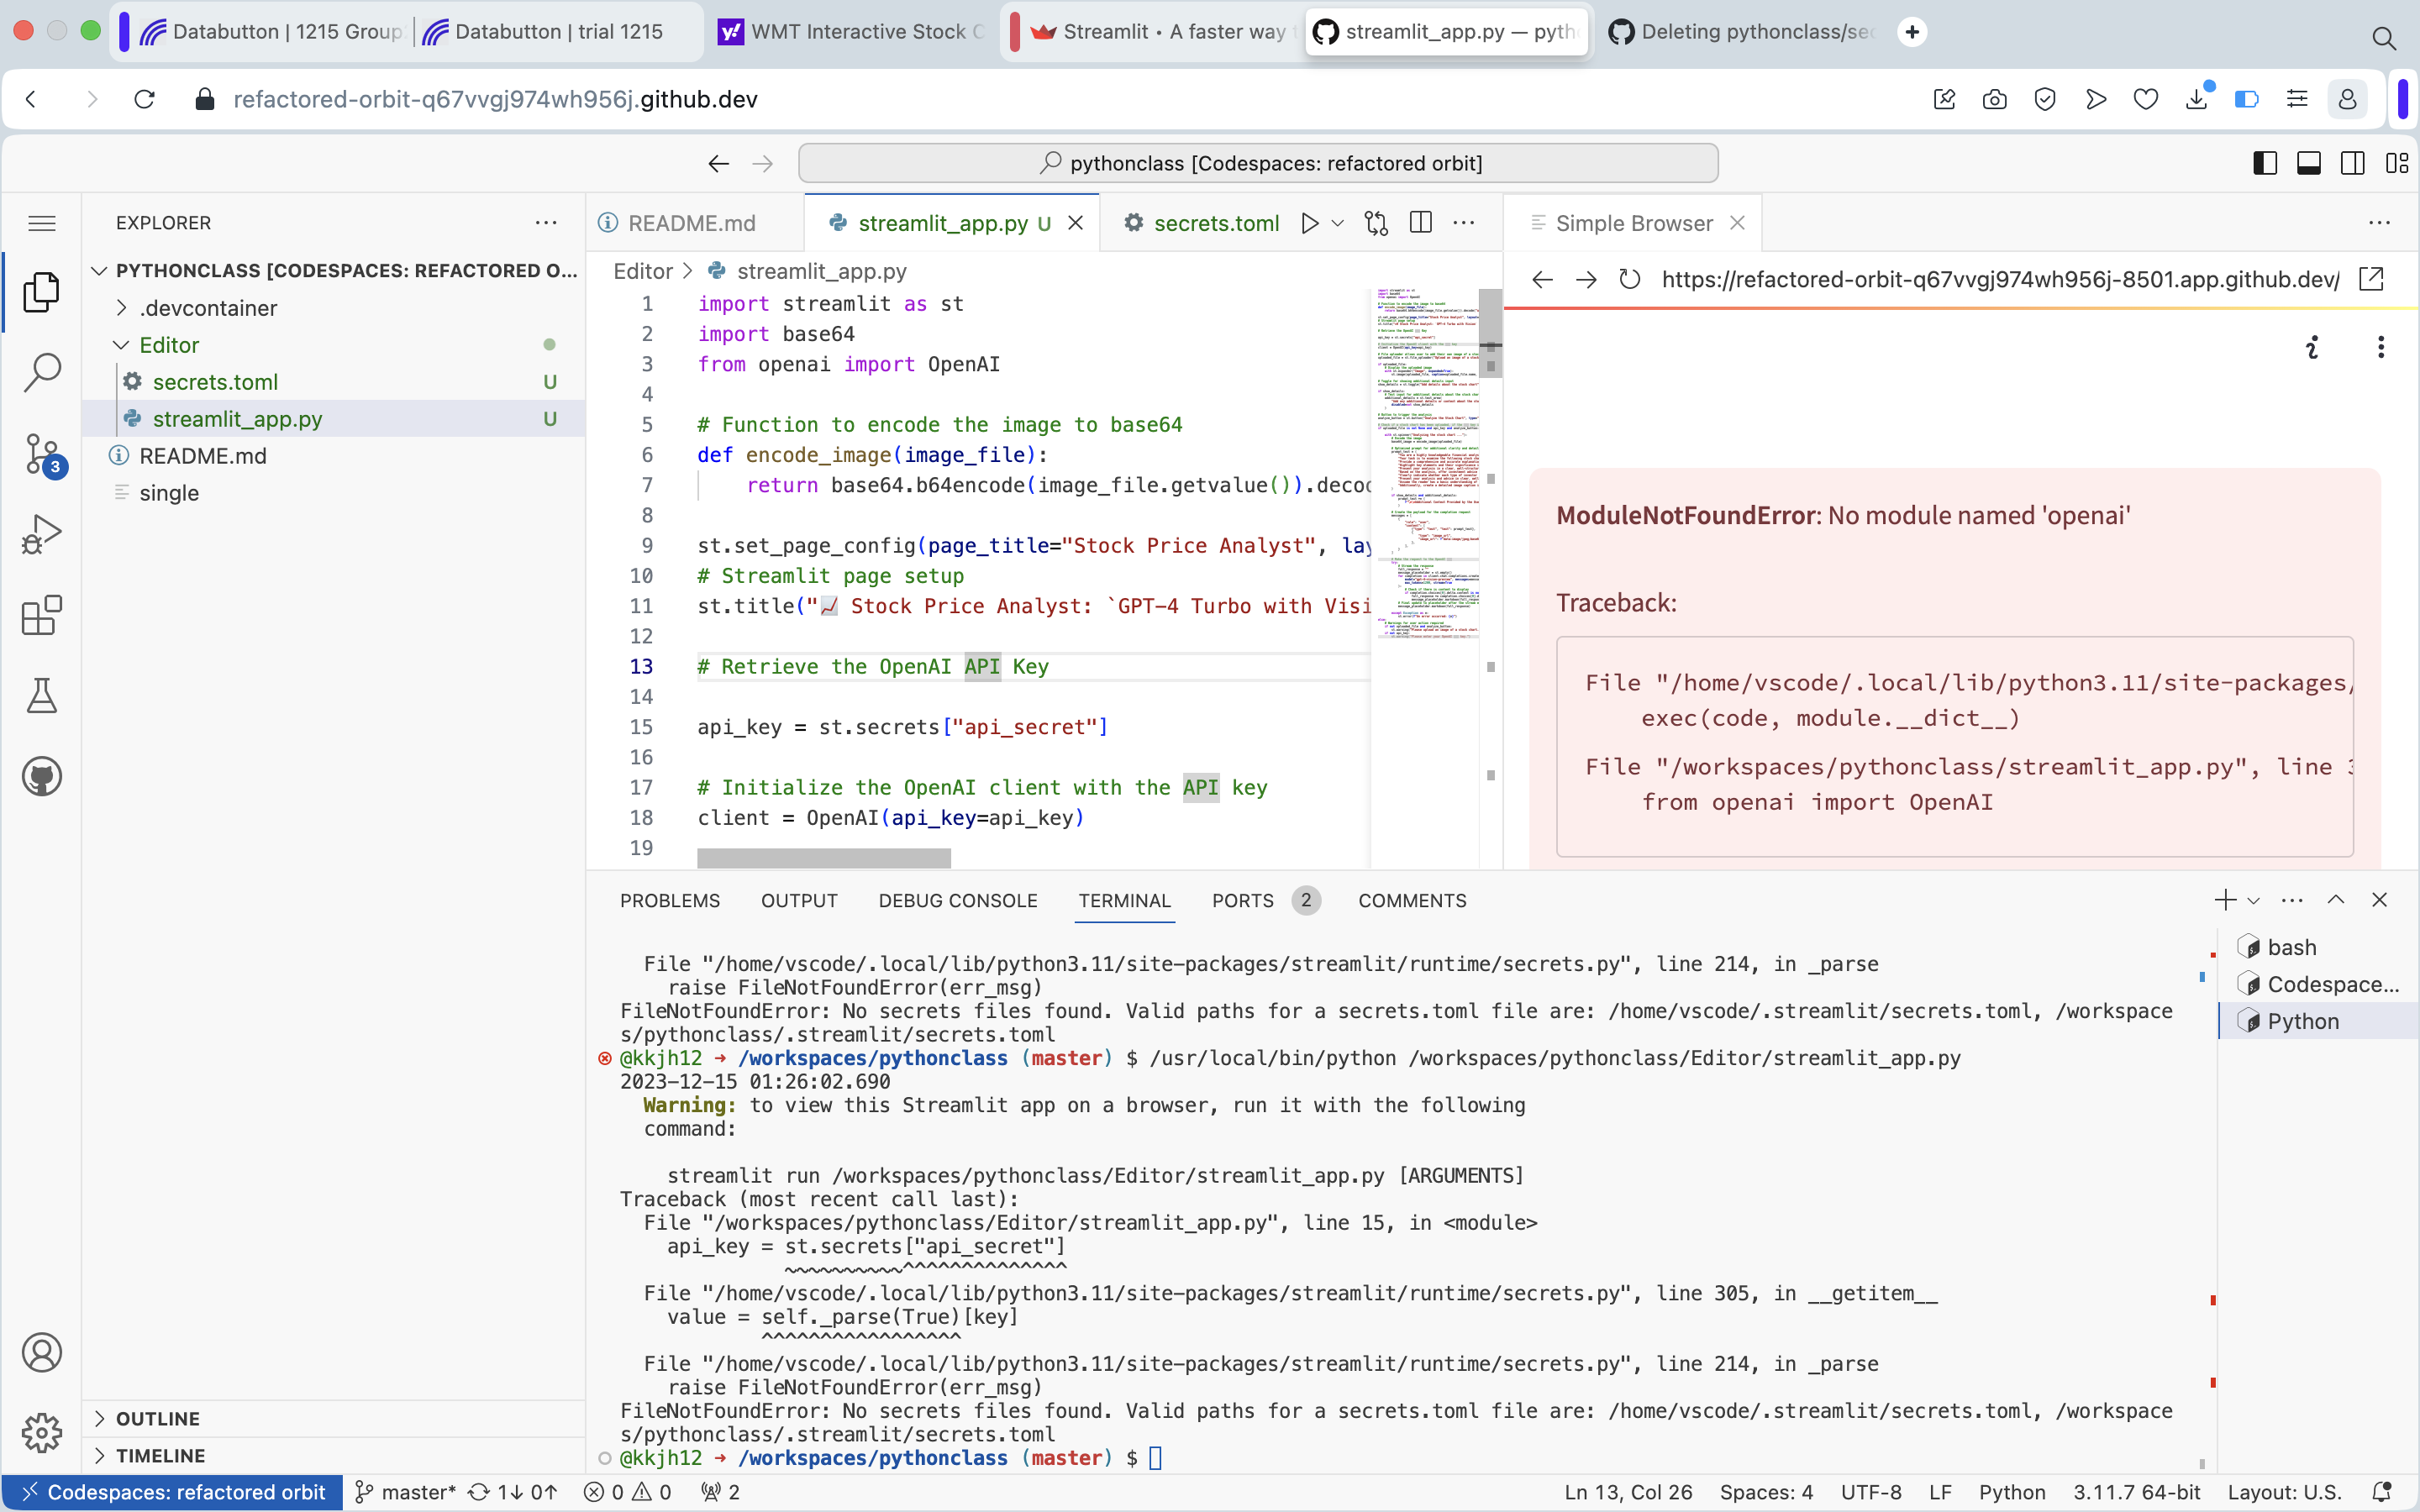 Databutton | 1215 Group
Databutton | trial 1215
WMT Interactive Stock C
Streamlit • A faster way t
streamlit_app.py — pyth
Deleting pythonclass/sec
refactored-orbit-q67vvgj974wh956j.github.dev
pythonclass [Codespaces: refactored orbit]
EXPLORER
PYTHONCLASS [CODESPACES: REFACTORED O...
.devcontainer
Editor
secrets.toml U
streamlit_app.py U
README.md
single
3
OUTLINE
TIMELINE
README.md
streamlit_app.py U
secrets.toml
Editor > streamlit_app.py
1 import streamlit as st
2 import base64
3 from openai import OpenAI
4
5 # Function to encode the image to base64
6 def encode_image(image_file):
7 return base64.b64encode(image_file.getvalue()).deco
8
9 st.set_page_config(page_title="Stock Price Analyst", lay
10 # Streamlit page setup
11 st.title("📈 Stock Price Analyst: `GPT-4 Turbo with Visi
12
13 # Retrieve the OpenAI API Key
14
15 api_key = st.secrets["api_secret"]
16
17 # Initialize the OpenAI client with the API key
18 client = OpenAI(api_key=api_key)
19
Simple Browser
https://refactored-orbit-q67vvgj974wh956j-8501.app.github.dev/
ModuleNotFoundError: No module named 'openai'
Traceback:
File "/home/vscode/.local/lib/python3.11/site-packages/
exec(code, module.__dict__)
File "/workspaces/pythonclass/streamlit_app.py", line 3
from openai import OpenAI
PROBLEMS OUTPUT DEBUG CONSOLE TERMINAL PORTS 2 COMMENTS
File "/home/vscode/.local/lib/python3.11/site-packages/streamlit/runtime/secrets.py", line 214, in _parse
raise FileNotFoundError(err_msg)
FileNotFoundError: No secrets files found. Valid paths for a secrets.toml file are: /home/vscode/.streamlit/secrets.toml, /workspace
s/pythonclass/.streamlit/secrets.toml
@kkjh12 → /workspaces/pythonclass (master) $ /usr/local/bin/python /workspaces/pythonclass/Editor/streamlit_app.py
2023-12-15 01:26:02.690
Warning: to view this Streamlit app on a browser, run it with the following
command:
streamlit run /workspaces/pythonclass/Editor/streamlit_app.py [ARGUMENTS]
Traceback (most recent call last):
File "/workspaces/pythonclass/Editor/streamlit_app.py", line 15, in <module>
api_key = st.secrets["api_secret"]
~~~~~~~~~~^^^^^^^^^^^^^^
File "/home/vscode/.local/lib/python3.11/site-packages/streamlit/runtime/secrets.py", line 305, in __getitem__
value = self._parse(True)[key]
^^^^^^^^^^^^^^^^^
File "/home/vscode/.local/lib/python3.11/site-packages/streamlit/runtime/secrets.py", line 214, in _parse
raise FileNotFoundError(err_msg)
FileNotFoundError: No secrets files found. Valid paths for a secrets.toml file are: /home/vscode/.streamlit/secrets.toml, /workspace
s/pythonclass/.streamlit/secrets.toml
@kkjh12 → /workspaces/pythonclass (master) $
bash
Codespace...
Python
Codespaces: refactored orbit master* 1↓ 0↑ 0 0 2 Ln 13, Col 26 Spaces: 4 UTF-8 LF Python 3.11.7 64-bit Layout: U.S.